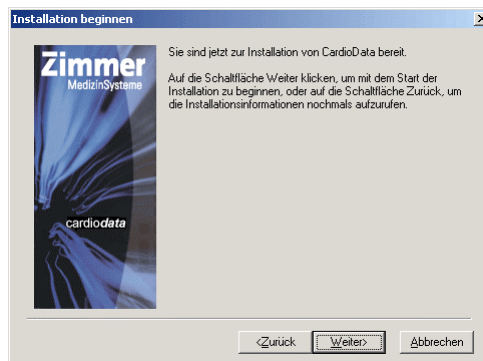 Installation beginnen
Zimmer
MedizinSysteme
cardiodata
Sie sind jetzt zur Installation von CardioData bereit.
Auf die Schaltfläche Weiter klicken, um mit dem Start der
Installation zu beginnen, oder auf die Schaltfläche Zurück, um
die Installationsinformationen nochmals aufzurufen.
<Zurück
Weiter>
Abbrechen